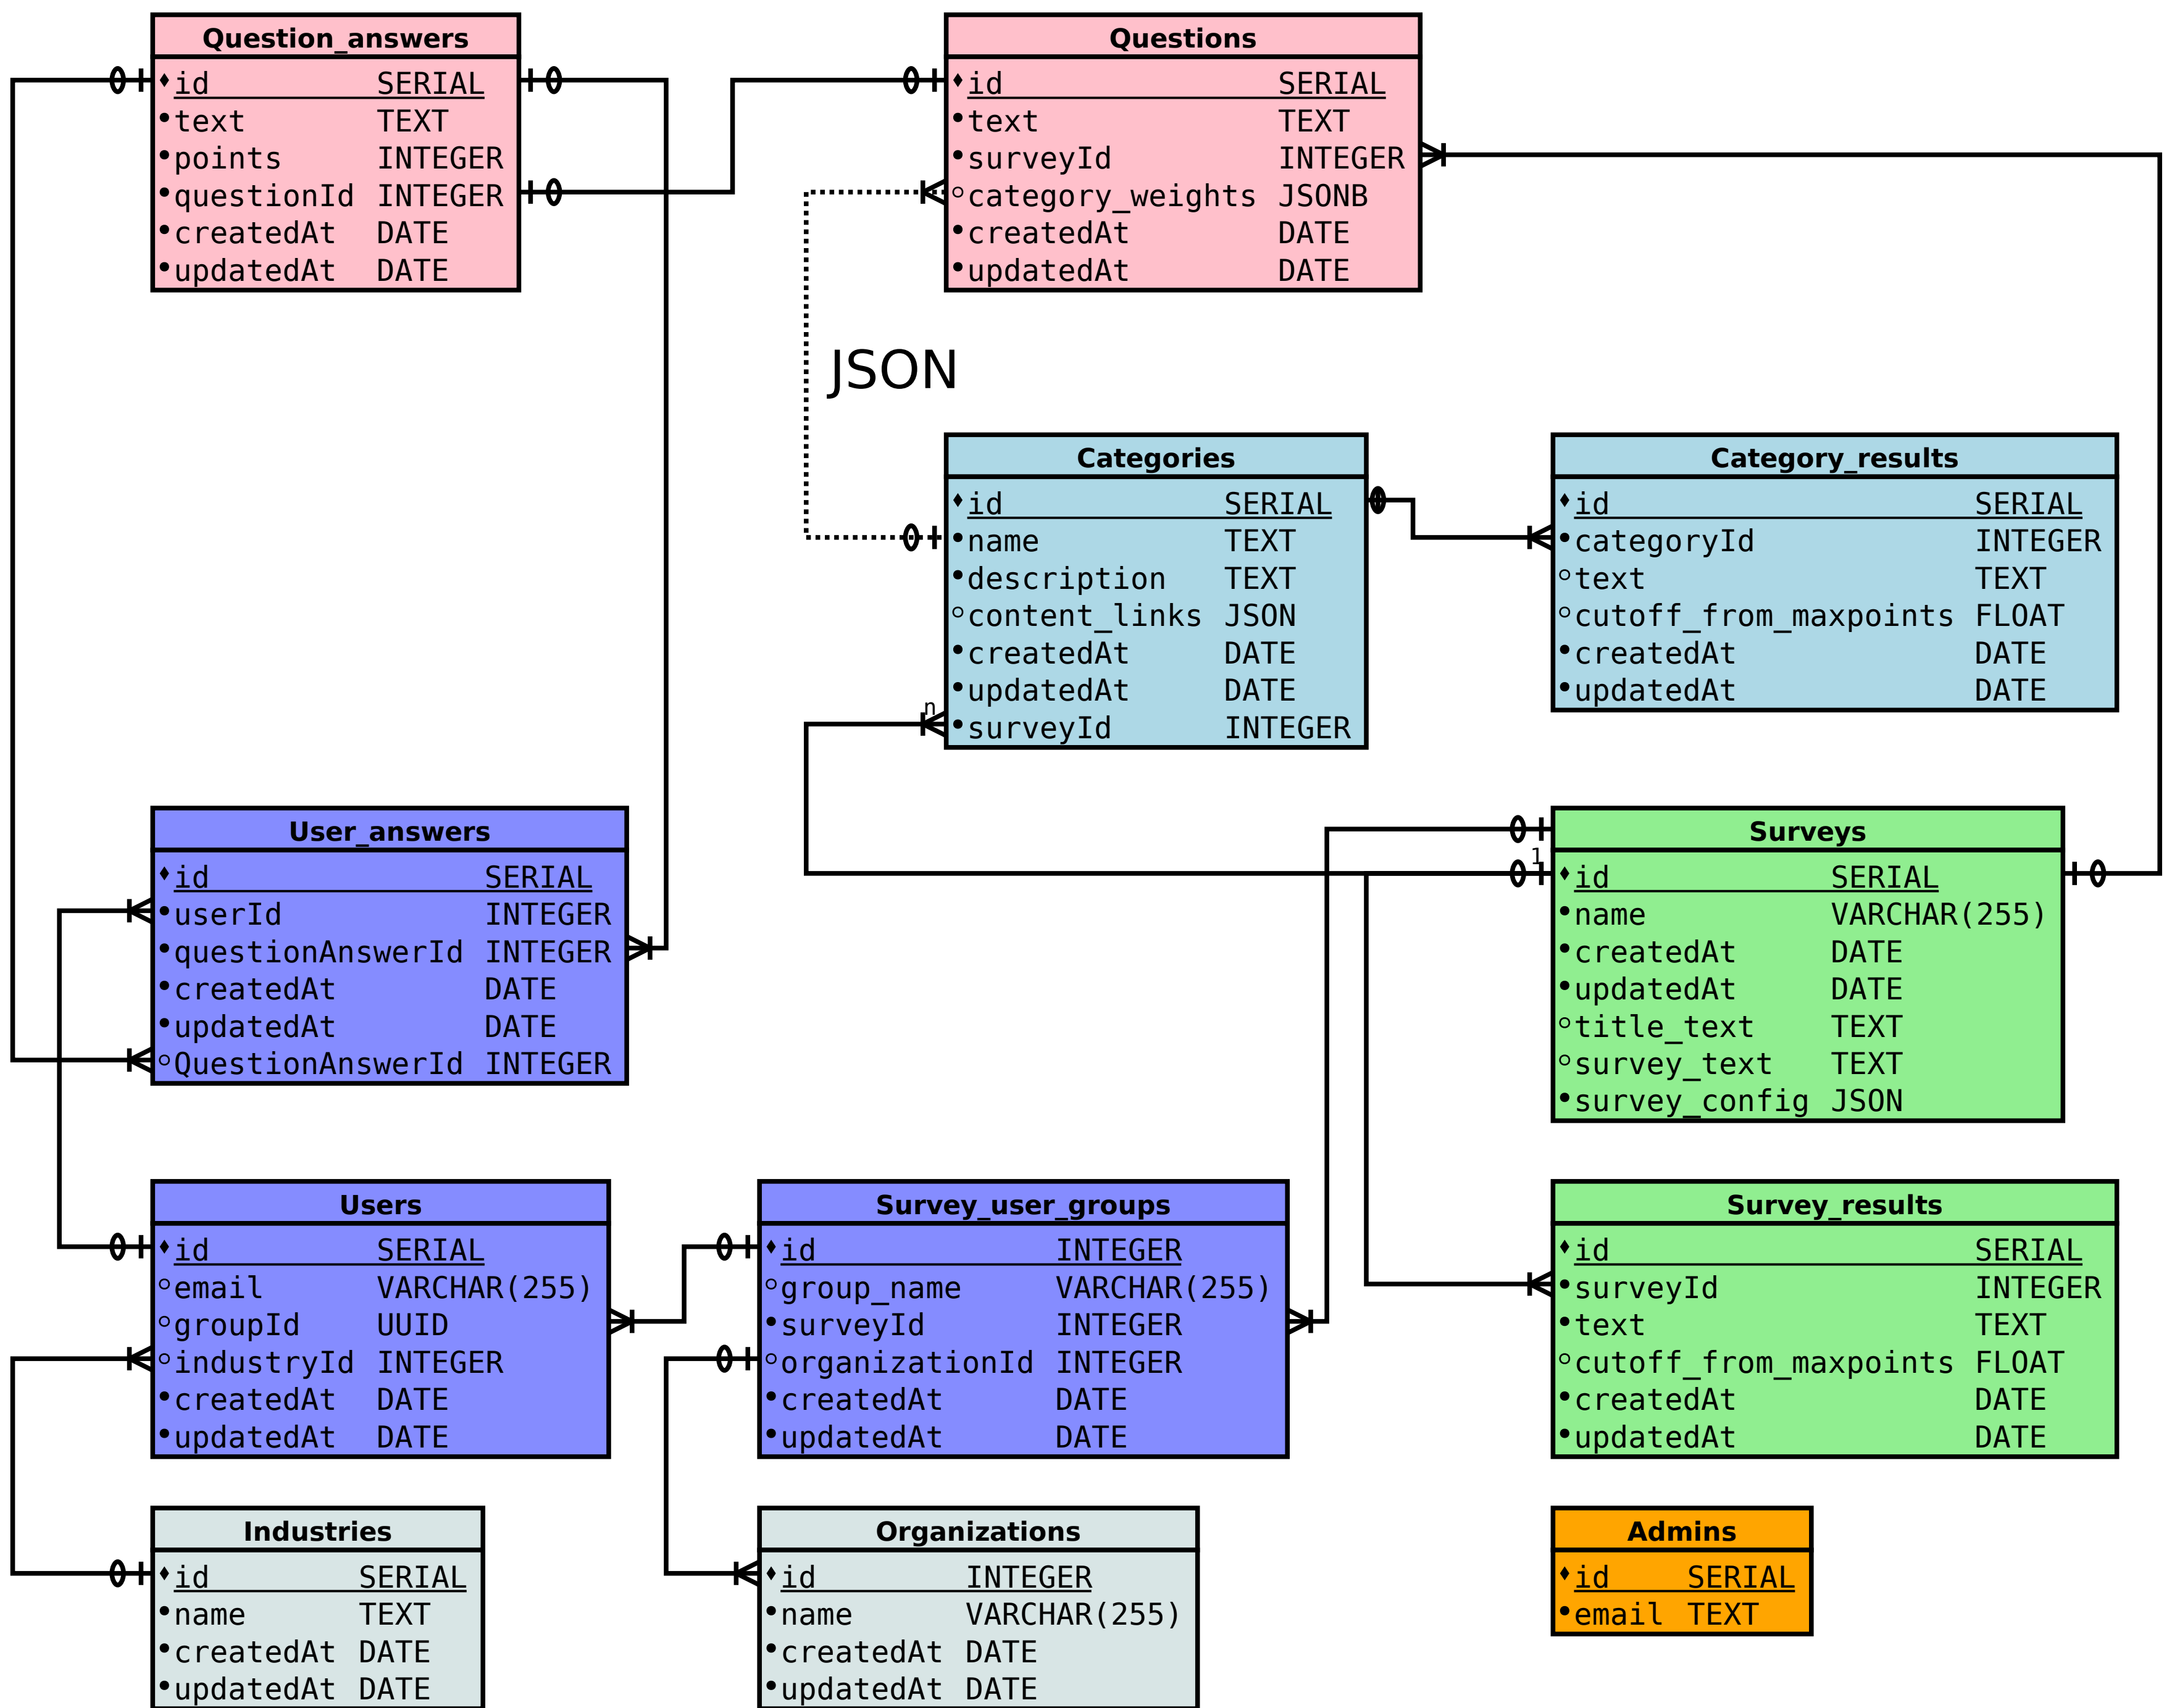 Question_answers
id SERIAL
text TEXT
points INTEGER
questionId INTEGER
createdAt DATE
updatedAt DATE
Questions
id SERIAL
text TEXT
surveyId INTEGER
category_weights JSONB
createdAt DATE
updatedAt DATE
JSON
Categories
id SERIAL
name TEXT
description TEXT
content_links JSON
createdAt DATE
updatedAt DATE
n
surveyId INTEGER
Category_results
id SERIAL
categoryId INTEGER
text TEXT
cutoff_from_maxpoints FLOAT
createdAt DATE
updatedAt DATE
User_answers
id SERIAL
userId INTEGER
questionAnswerId INTEGER
createdAt DATE
updatedAt DATE
QuestionAnswerId INTEGER
Surveys
1
id SERIAL
name VARCHAR(255)
createdAt DATE
updatedAt DATE
title_text TEXT
survey_text TEXT
survey_config JSON
Users
id SERIAL
email VARCHAR(255)
groupId UUID
industryId INTEGER
createdAt DATE
updatedAt DATE
Survey_user_groups
id INTEGER
group_name VARCHAR(255)
surveyId INTEGER
organizationId INTEGER
createdAt DATE
updatedAt DATE
Survey_results
id SERIAL
surveyId INTEGER
text TEXT
cutoff_from_maxpoints FLOAT
createdAt DATE
updatedAt DATE
Industries
id SERIAL
name TEXT
createdAt DATE
updatedAt DATE
Organizations
id INTEGER
name VARCHAR(255)
createdAt DATE
updatedAt DATE
Admins
id SERIAL
email TEXT